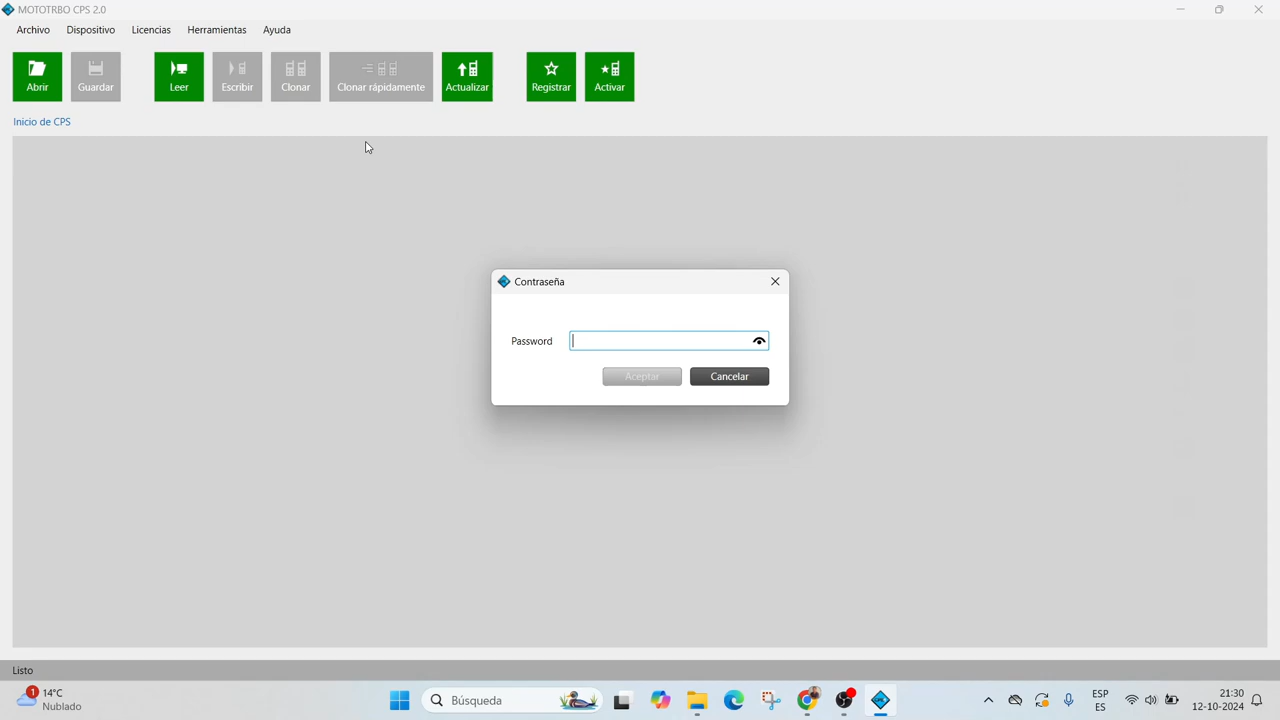 MOTOTRBO CPS 2.0
Archivo Dispositivo Licencias Herramientas Ayuda
Abrir Guardar Leer Escribir Clonar Clonar rápidamente Actualizar Registrar Activar
Inicio de CPS
Contraseña
Password
Aceptar Cancelar
Listo
1 14°C
Nublado
Búsqueda
ESP
ES
21:30
12-10-2024